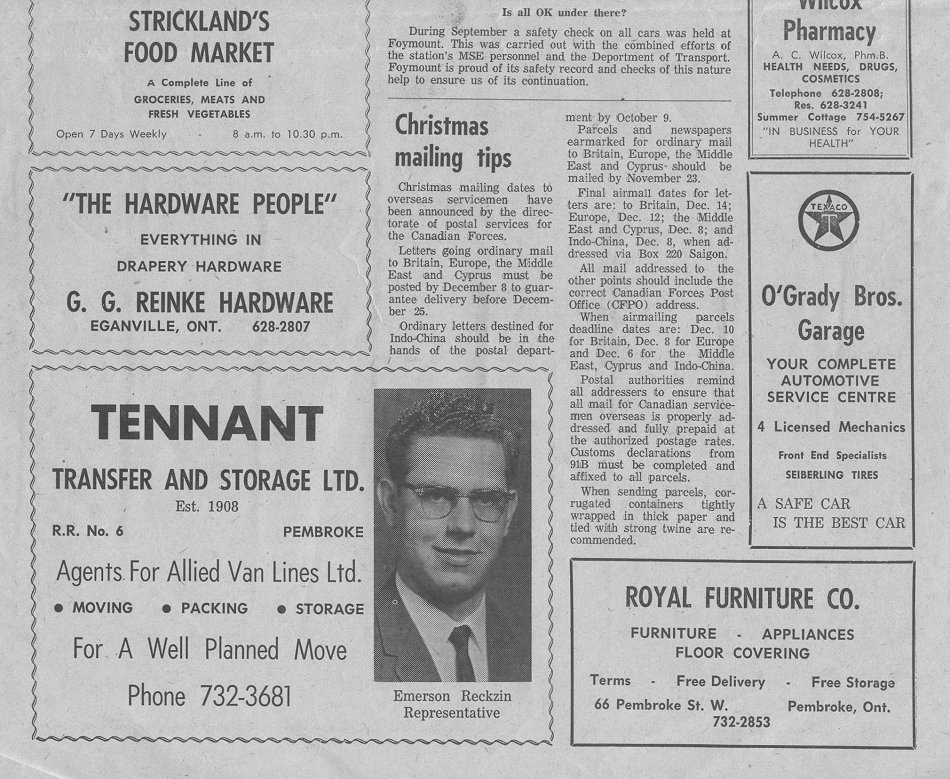 STRICKLAND'S
FOOD MARKET
A Complete Line of
GROCERIES, MEATS AND
FRESH VEGETABLES
Open 7 Days Weekly - 8 a.m. to 10.30 p.m.
"THE HARDWARE PEOPLE"
EVERYTHING IN
DRAPERY HARDWARE
G. G. REINKE HARDWARE
EGANVILLE, ONT. 628-2807
Is all OK under there?
During September a safety check on all cars was held at
Foymount. This was carried out with the combined efforts of
the station's MSE personnel and the Deportment of Transport.
Foymount is proud of its safety record and checks of this nature
help to ensure us of its continuation.
Christmas
mailing tips
Christmas mailing dates to
overseas servicemen have
been announced by the direc-
torate of postal services for
the Canadian Forces.
Letters going ordinary mail
to Britain, Europe, the Middle
East and Cyprus must be
posted by December 8 to guar-
antee delivery before Decem-
ber 25.
Ordinary letters destined for
Indo-China should be in the
hands of the postal depart-
ment by October 9.
Parcels and newspapers
earmarked for ordinary mail
to Britain, Europe, the Middle
East and Cyprus should be
mailed by November 23.
Final airmail dates for let-
ters are: to Britain, Dec. 14;
Europe, Dec. 12; the Middle
East and Cyprus, Dec. 8; and
Indo-China, Dec. 8, when ad-
dressed via Box 220 Saigon.
All mail addressed to the
other points should include the
correct Canadian Forces Post
Office (CFPO) address.
When airmailing parcels
deadline dates are: Dec. 10
for Britain, Dec. 8 for Europe
and Dec. 6 for the Middle
East, Cyprus and Indo-China.
Postal authorities remind
all addressers to ensure that
all mail for Canadian service-
men overseas is properly ad-
dressed and fully prepaid at
the authorized postage rates.
Customs declarations from
91B must be completed and
affixed to all parcels.
When sending parcels, cor-
rugated containers tightly
wrapped in thick paper and
tied with strong twine are re-
commended.
Wilcox
Pharmacy
A. C. Wilcox, Phm.B.
HEALTH NEEDS, DRUGS,
COSMETICS
Telephone 628-2808;
Res. 628-3241
Summer Cottage 754-5267
"IN BUSINESS for YOUR
HEALTH"
TEXACO
T
O'Grady Bros.
Garage
YOUR COMPLETE
AUTOMOTIVE
SERVICE CENTRE
4 Licensed Mechanics
Front End Specialists
SEIBERLING TIRES
A SAFE CAR
IS THE BEST CAR
TENNANT
TRANSFER AND STORAGE LTD.
Est. 1908
R.R. No. 6 PEMBROKE
Agents For Allied Van Lines Ltd.
• MOVING • PACKING • STORAGE
For A Well Planned Move
Phone 732-3681
Emerson Reckzin
Representative
ROYAL FURNITURE CO.
FURNITURE - APPLIANCES
FLOOR COVERING
Terms - Free Delivery - Free Storage
66 Pembroke St. W. Pembroke, Ont.
732-2853